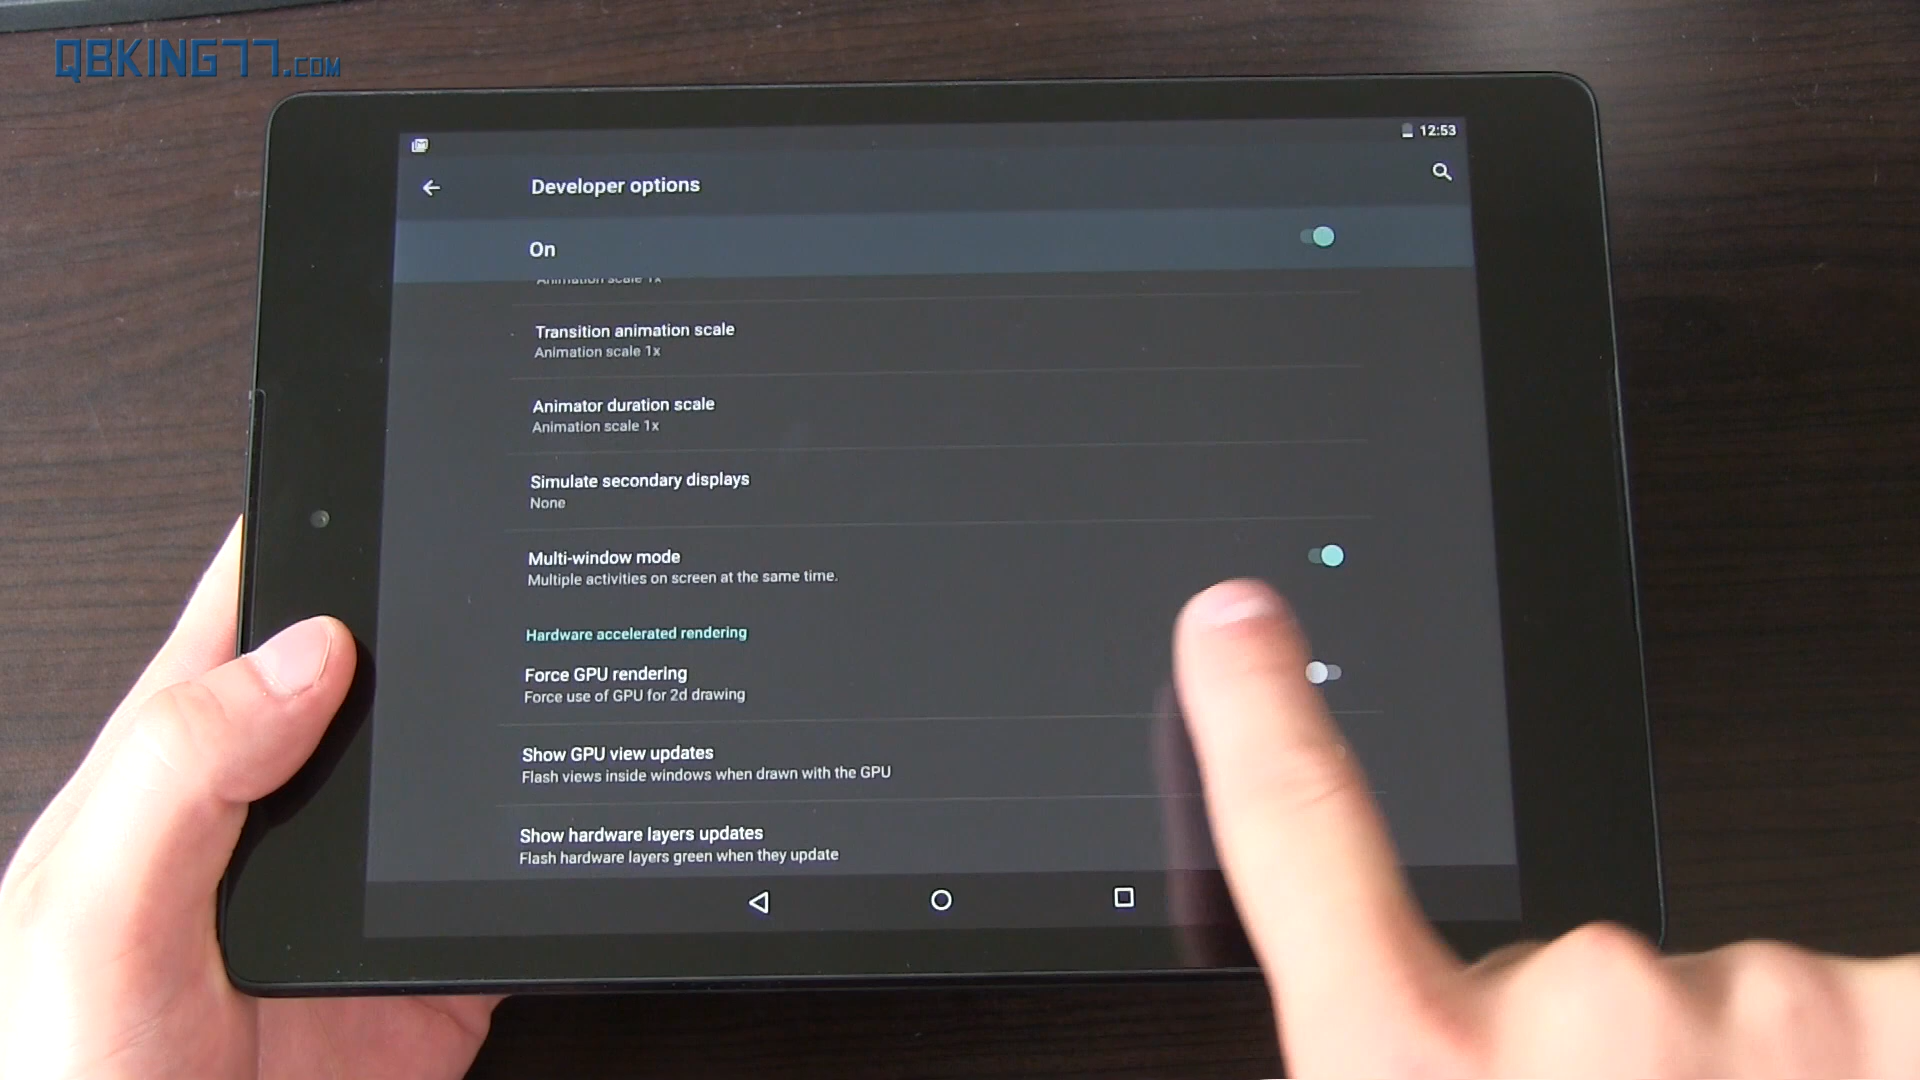 QBKING77.COM
12:53
Developer options
On
Animation scale 1x
Transition animation scale
Animation scale 1x
Animator duration scale
Animation scale 1x
Simulate secondary displays
None
Multi-window mode
Multiple activities on screen at the same time.
Hardware accelerated rendering
Force GPU rendering
Force use of GPU for 2d drawing
Show GPU view updates
Flash views inside windows when drawn with the GPU
Show hardware layers updates
Flash hardware layers green when they update